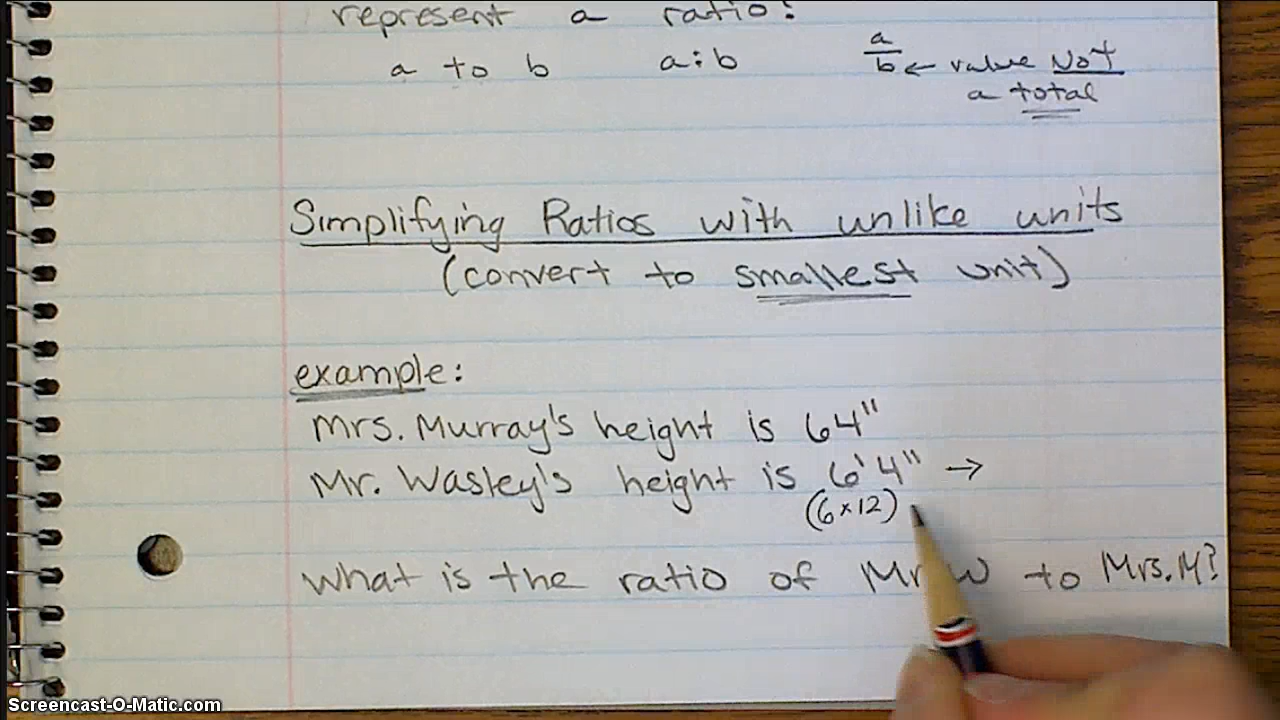 represent a ratio:
a to b a:b a/b ← value NOT
a total
Simplifying Ratios with unlike units
(convert to smallest unit)
example:
Mrs. Murray's height is 64"
Mr. Wasley's height is 6'4" →
(6×12)
What is the ratio of Mr W to Mrs. M?
Screencast-O-Matic.com